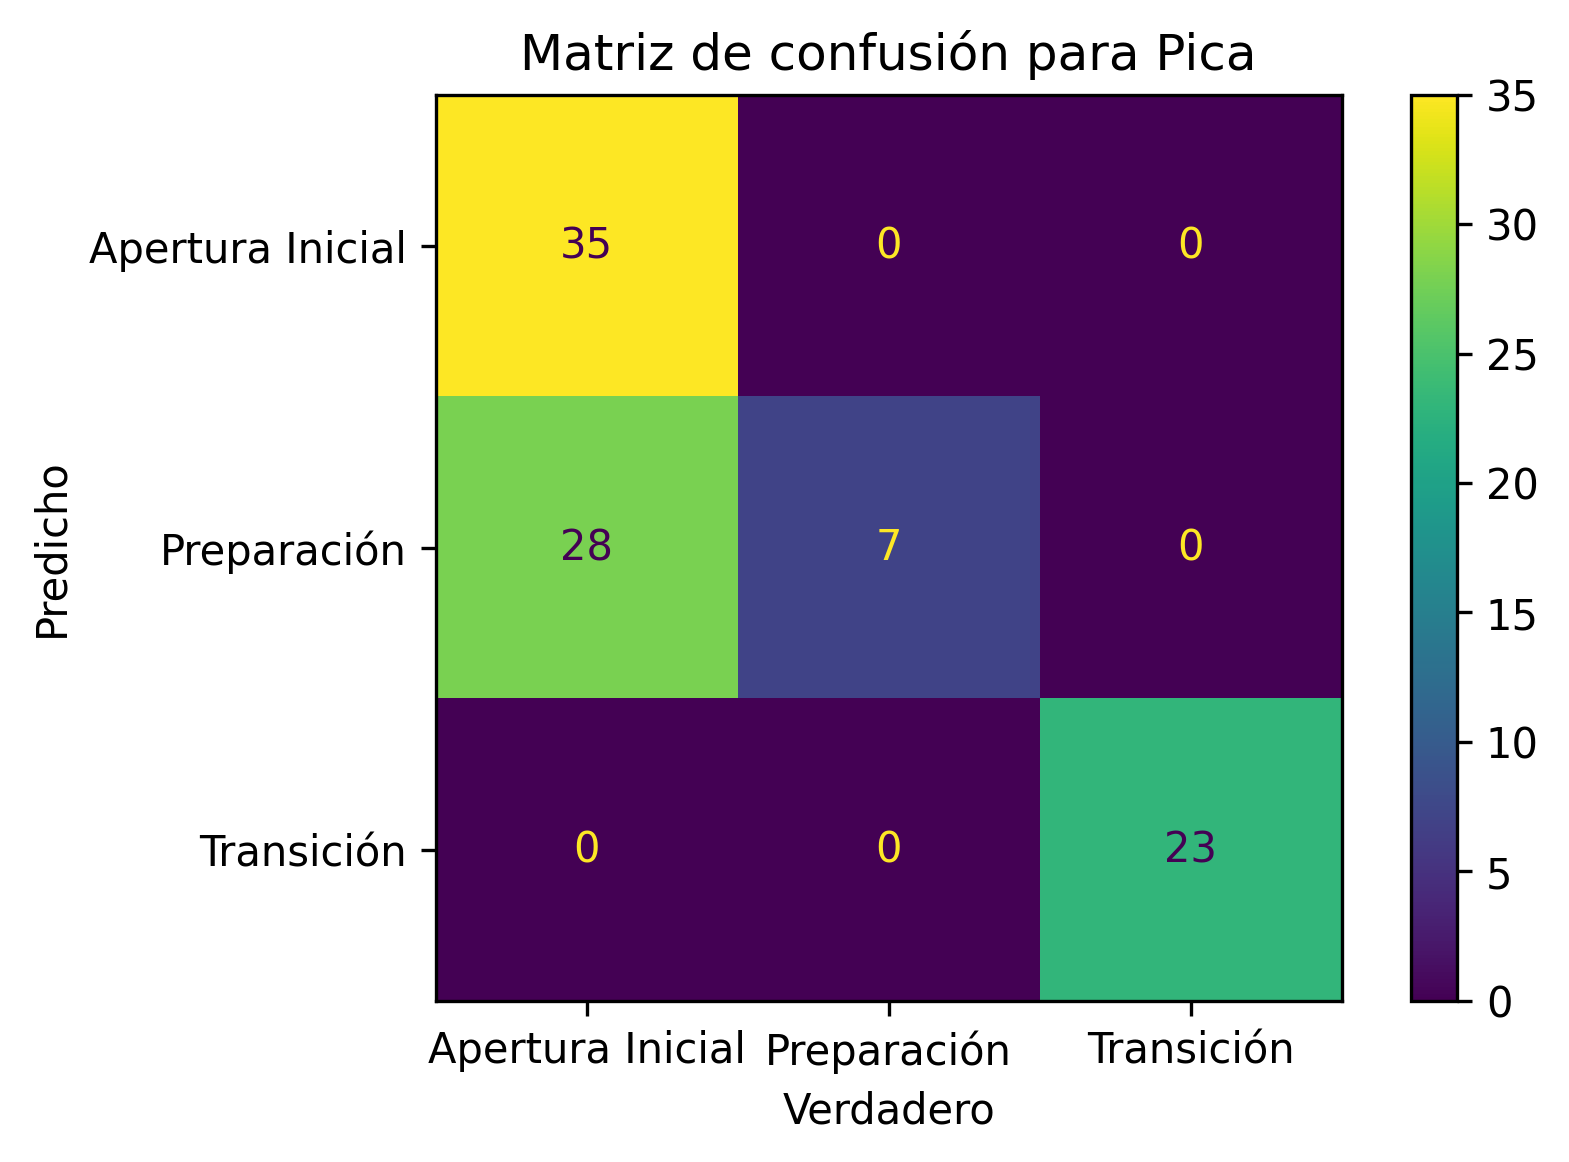 Matriz de confusión para Pica
Predicho
Apertura Inicial
35 0 0
Preparación
28 7 0
Transición
0 0 23
Apertura Inicial Preparación Transición
Verdadero
35
30
25
20
15
10
5
0